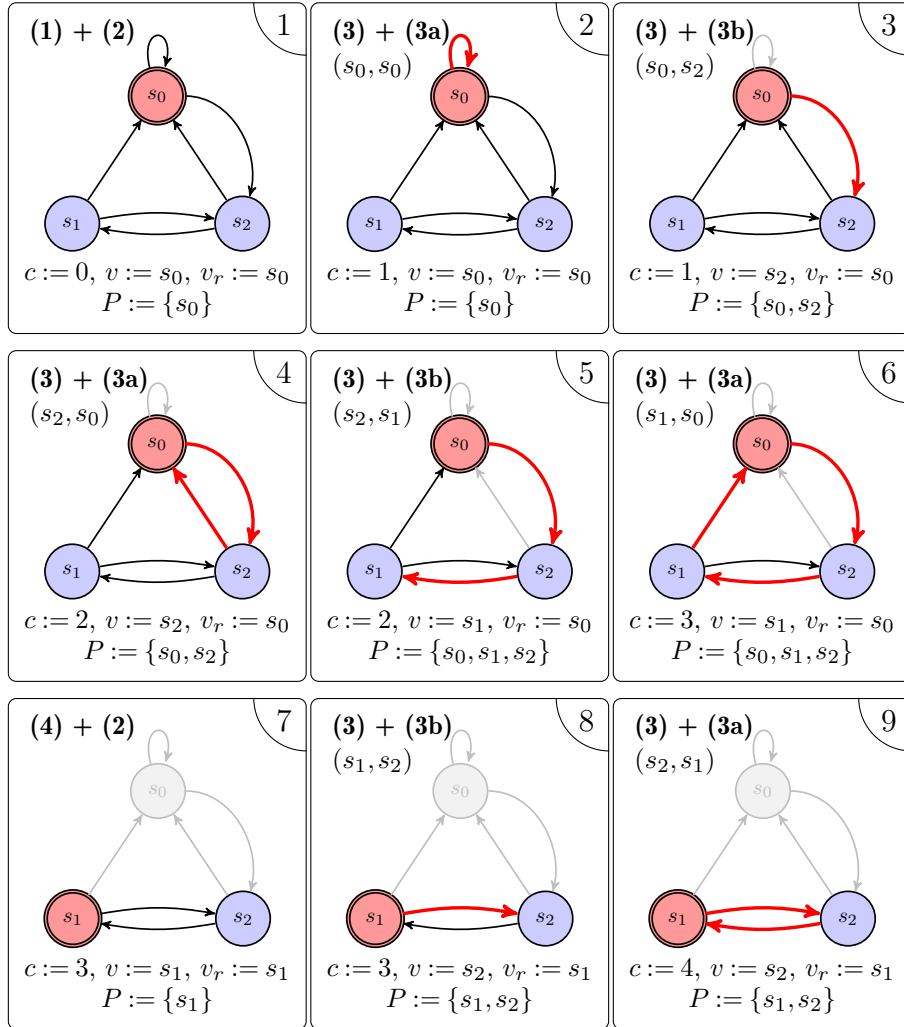 (1) + (2)
1
s₀
s₁
s₂
c := 0, v := s₀, vᵣ := s₀
P := {s₀}
(3) + (3a)
2
(s₀, s₀)
s₀
s₁
s₂
c := 1, v := s₀, vᵣ := s₀
P := {s₀}
(3) + (3b)
3
(s₀, s₂)
s₀
s₁
s₂
c := 1, v := s₂, vᵣ := s₀
P := {s₀, s₂}
(3) + (3a)
4
(s₂, s₀)
s₀
s₁
s₂
c := 2, v := s₂, vᵣ := s₀
P := {s₀, s₂}
(3) + (3b)
5
(s₂, s₁)
s₀
s₁
s₂
c := 2, v := s₁, vᵣ := s₀
P := {s₀, s₁, s₂}
(3) + (3a)
6
(s₁, s₀)
s₀
s₁
s₂
c := 3, v := s₁, vᵣ := s₀
P := {s₀, s₁, s₂}
(4) + (2)
7
s₀
s₁
s₂
c := 3, v := s₁, vᵣ := s₁
P := {s₁}
(3) + (3b)
8
(s₁, s₂)
s₀
s₁
s₂
c := 3, v := s₂, vᵣ := s₁
P := {s₁, s₂}
(3) + (3a)
9
(s₂, s₁)
s₀
s₁
s₂
c := 4, v := s₂, vᵣ := s₁
P := {s₁, s₂}